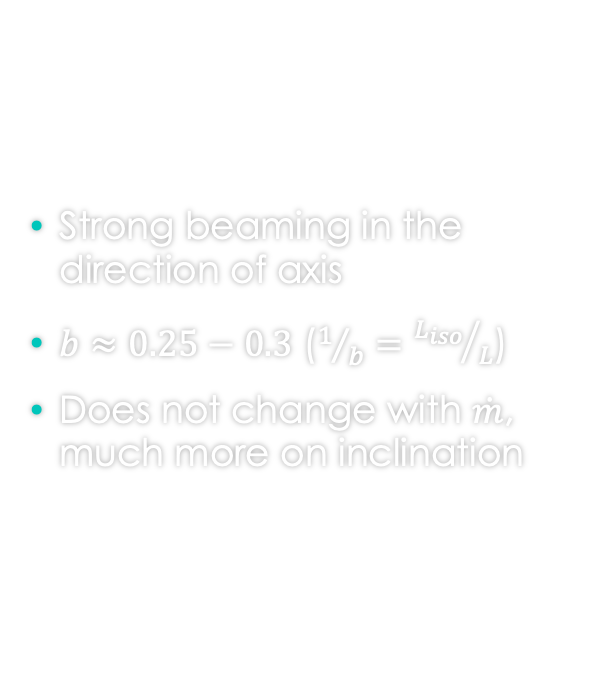 • Strong beaming in the
direction of axis
• b ≈ 0.25 − 0.3 (1/b = Liso/L)
• Does not change with ṁ,
much more on inclination